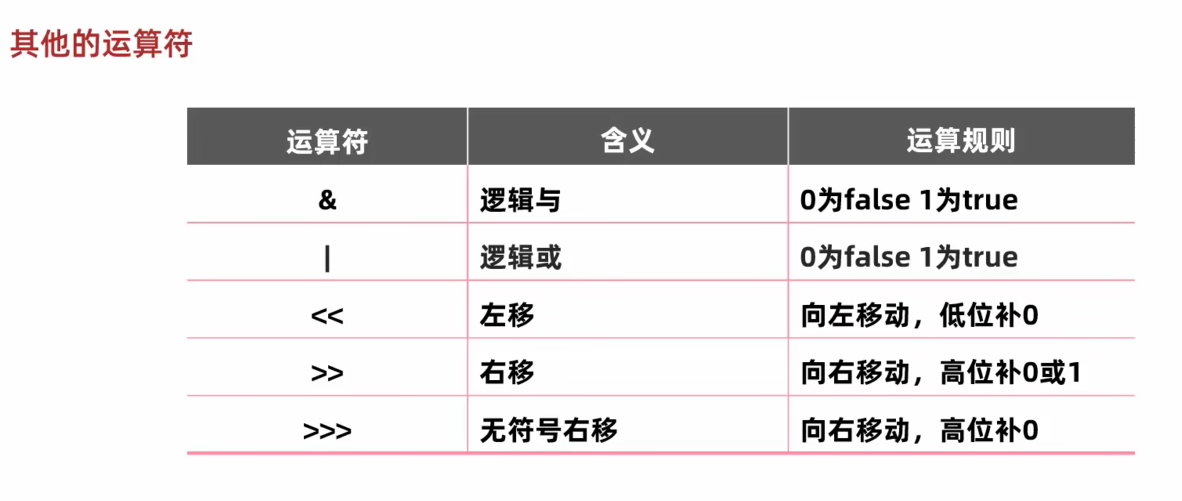 其他的运算符
运算符 含义 运算规则
& 逻辑与 0为false 1为true
| 逻辑或 0为false 1为true
<< 左移 向左移动，低位补0
>> 右移 向右移动，高位补0或1
>>> 无符号右移 向右移动，高位补0